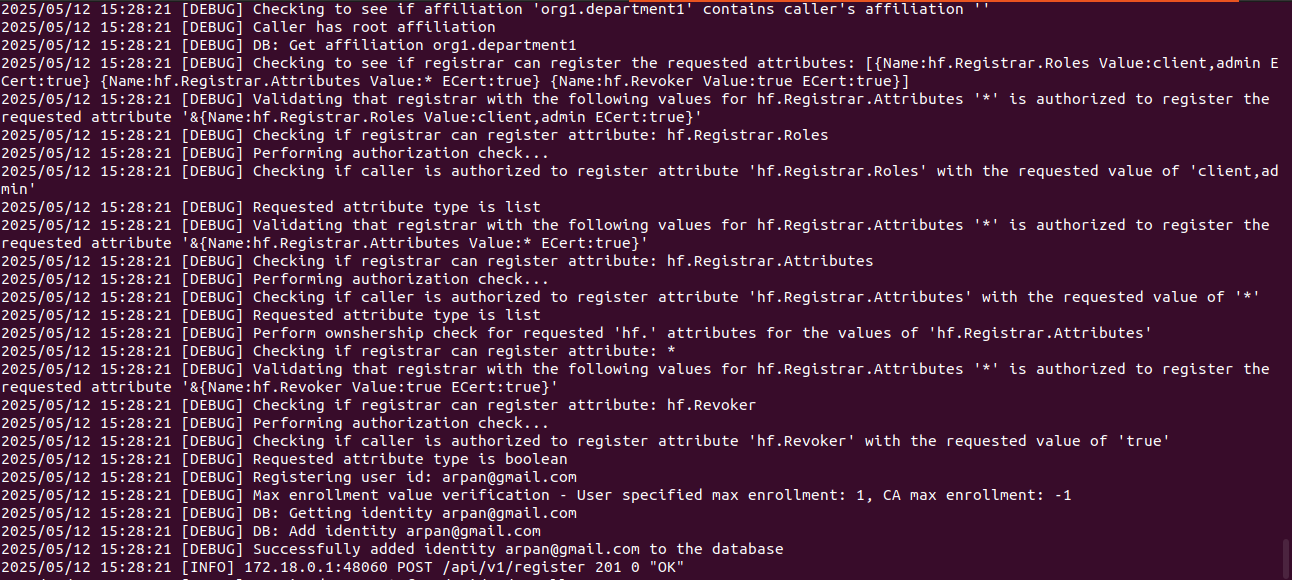 2025/05/12 15:28:21 [DEBUG] Checking to see if affiliation 'org1.department1' contains caller's affiliation ''
2025/05/12 15:28:21 [DEBUG] Caller has root affiliation
2025/05/12 15:28:21 [DEBUG] DB: Get affiliation org1.department1
2025/05/12 15:28:21 [DEBUG] Checking to see if registrar can register the requested attributes: [{Name:hf.Registrar.Roles Value:client,admin E
Cert:true} {Name:hf.Registrar.Attributes Value:* ECert:true} {Name:hf.Revoker Value:true ECert:true}]
2025/05/12 15:28:21 [DEBUG] Validating that registrar with the following values for hf.Registrar.Attributes '*' is authorized to register the
requested attribute '&{Name:hf.Registrar.Roles Value:client,admin ECert:true}'
2025/05/12 15:28:21 [DEBUG] Checking if registrar can register attribute: hf.Registrar.Roles
2025/05/12 15:28:21 [DEBUG] Performing authorization check...
2025/05/12 15:28:21 [DEBUG] Checking if caller is authorized to register attribute 'hf.Registrar.Roles' with the requested value of 'client,ad
min'
2025/05/12 15:28:21 [DEBUG] Requested attribute type is list
2025/05/12 15:28:21 [DEBUG] Validating that registrar with the following values for hf.Registrar.Attributes '*' is authorized to register the
requested attribute '&{Name:hf.Registrar.Attributes Value:* ECert:true}'
2025/05/12 15:28:21 [DEBUG] Checking if registrar can register attribute: hf.Registrar.Attributes
2025/05/12 15:28:21 [DEBUG] Performing authorization check...
2025/05/12 15:28:21 [DEBUG] Checking if caller is authorized to register attribute 'hf.Registrar.Attributes' with the requested value of '*'
2025/05/12 15:28:21 [DEBUG] Requested attribute type is list
2025/05/12 15:28:21 [DEBUG] Perform ownshership check for requested 'hf.' attributes for the values of 'hf.Registrar.Attributes'
2025/05/12 15:28:21 [DEBUG] Checking if registrar can register attribute: *
2025/05/12 15:28:21 [DEBUG] Validating that registrar with the following values for hf.Registrar.Attributes '*' is authorized to register the
requested attribute '&{Name:hf.Revoker Value:true ECert:true}'
2025/05/12 15:28:21 [DEBUG] Checking if registrar can register attribute: hf.Revoker
2025/05/12 15:28:21 [DEBUG] Performing authorization check...
2025/05/12 15:28:21 [DEBUG] Checking if caller is authorized to register attribute 'hf.Revoker' with the requested value of 'true'
2025/05/12 15:28:21 [DEBUG] Requested attribute type is boolean
2025/05/12 15:28:21 [DEBUG] Registering user id: arpan@gmail.com
2025/05/12 15:28:21 [DEBUG] Max enrollment value verification - User specified max enrollment: 1, CA max enrollment: -1
2025/05/12 15:28:21 [DEBUG] DB: Getting identity arpan@gmail.com
2025/05/12 15:28:21 [DEBUG] DB: Add identity arpan@gmail.com
2025/05/12 15:28:21 [DEBUG] Successfully added identity arpan@gmail.com to the database
2025/05/12 15:28:21 [INFO] 172.18.0.1:48060 POST /api/v1/register 201 0 "OK"